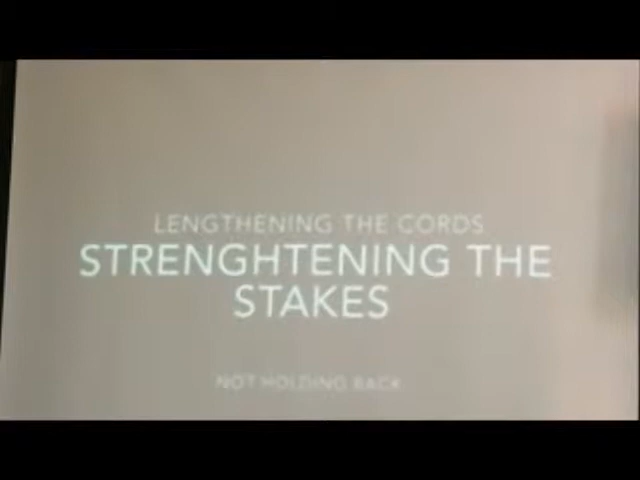 LENGTHENING THE CORDS
STRENGHTENING THE
STAKES
NOT HOLDING BACK